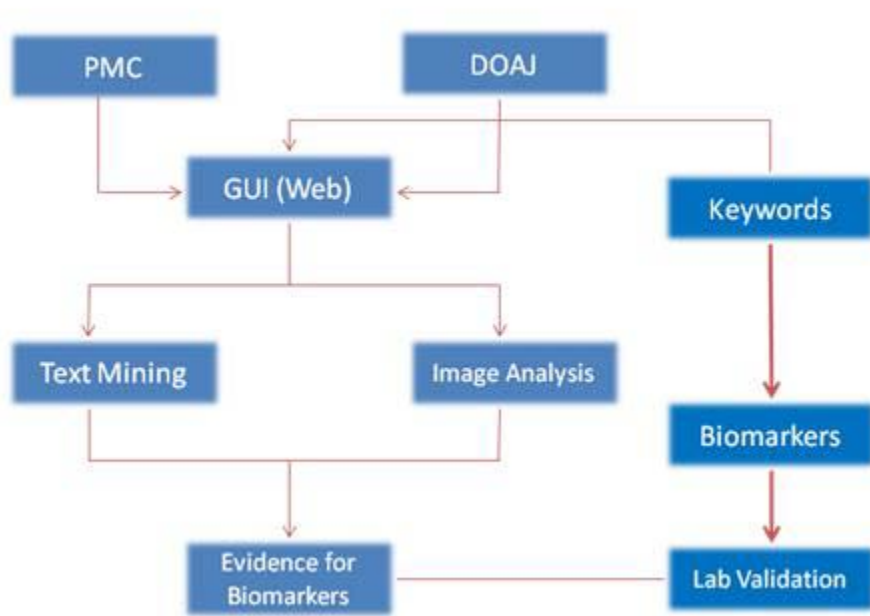 PMC
DOAJ
GUI (Web)
Keywords
Text Mining
Image Analysis
Biomarkers
Evidence for
Biomarkers
Lab Validation